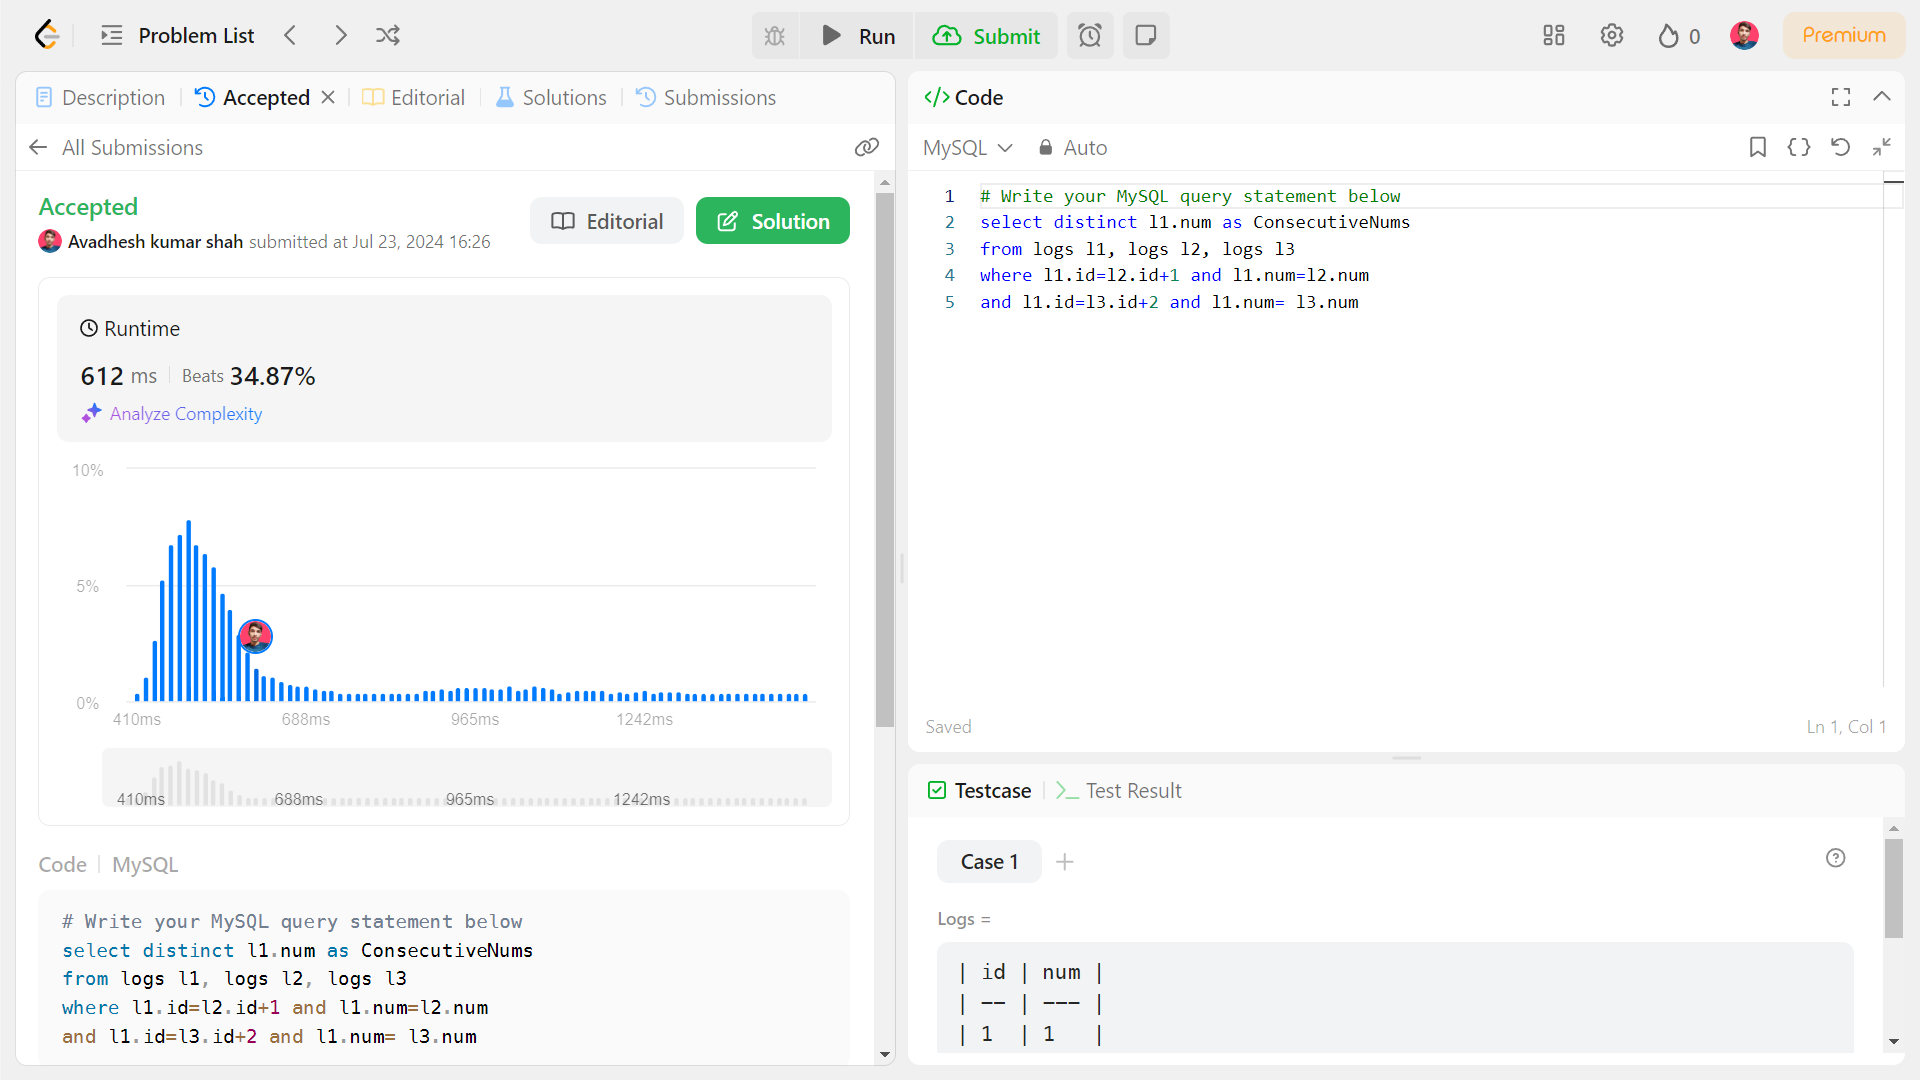 Problem List
Run
Submit
0
Premium
Description
Accepted
Editorial
Solutions
Submissions
All Submissions
Accepted
Avadhesh kumar shah submitted at Jul 23, 2024 16:26
Editorial
Solution
Runtime
612 ms
Beats 34.87%
Analyze Complexity
10%
5%
0%
410ms 688ms 965ms 1242ms
410ms 688ms 965ms 1242ms
Code
MySQL
# Write your MySQL query statement below
select distinct l1.num as ConsecutiveNums
from logs l1, logs l2, logs l3
where l1.id=l2.id+1 and l1.num=l2.num
and l1.id=l3.id+2 and l1.num= l3.num
</> Code
MySQL
Auto
1 # Write your MySQL query statement below
2 select distinct l1.num as ConsecutiveNums
3 from logs l1, logs l2, logs l3
4 where l1.id=l2.id+1 and l1.num=l2.num
5 and l1.id=l3.id+2 and l1.num= l3.num
Saved
Ln 1, Col 1
Testcase
>_ Test Result
Case 1
Logs =
| id | num |
| -- | --- |
| 1 | 1 |